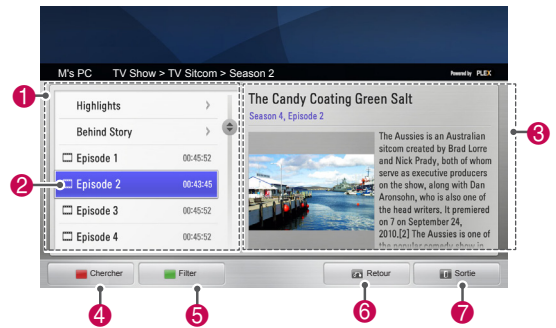 M's PC TV Show > TV Sitcom > Season 2
Powered by PLEX
1
Highlights >
Behind Story >
Episode 1 00:45:52
2
Episode 2 00:43:45
Episode 3 00:45:52
Episode 4 00:45:52
The Candy Coating Green Salt
Season 4, Episode 2
3
The Aussies is an Australian
sitcom created by Brad Lorre
and Nick Prady, both of whom
serve as executive producers
on the show, along with Dan
Aronsohn, who is also one of
the head writers. It premiered
on 7 on September 24,
2010.[2] The Aussies is one of
the popular comedy show in
Chercher
Filter
Retour
Sortie
4
5
6
7